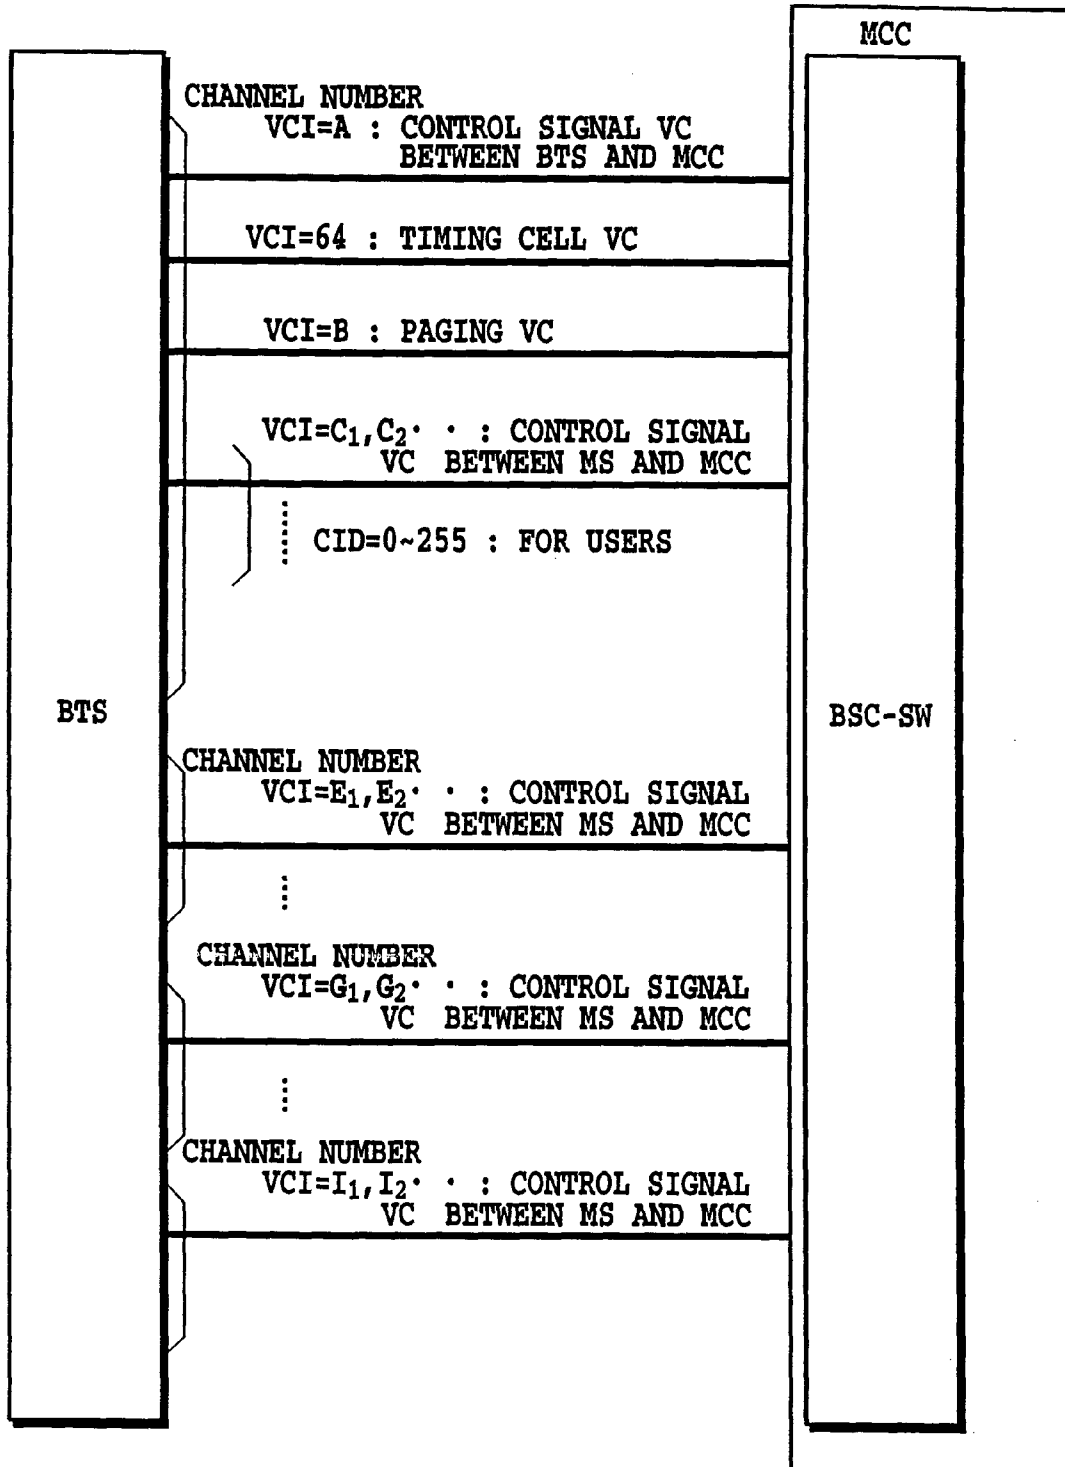 MCC
CHANNEL NUMBER
VCI=A : CONTROL SIGNAL VC
BETWEEN BTS AND MCC
VCI=64 : TIMING CELL VC
VCI=B : PAGING VC
VCI=C₁,C₂· · : CONTROL SIGNAL
VC BETWEEN MS AND MCC
CID=0~255 : FOR USERS
BTS
BSC-SW
CHANNEL NUMBER
VCI=E₁,E₂· · : CONTROL SIGNAL
VC BETWEEN MS AND MCC
CHANNEL NUMBER
VCI=G₁,G₂· · : CONTROL SIGNAL
VC BETWEEN MS AND MCC
CHANNEL NUMBER
VCI=I₁,I₂· · : CONTROL SIGNAL
VC BETWEEN MS AND MCC